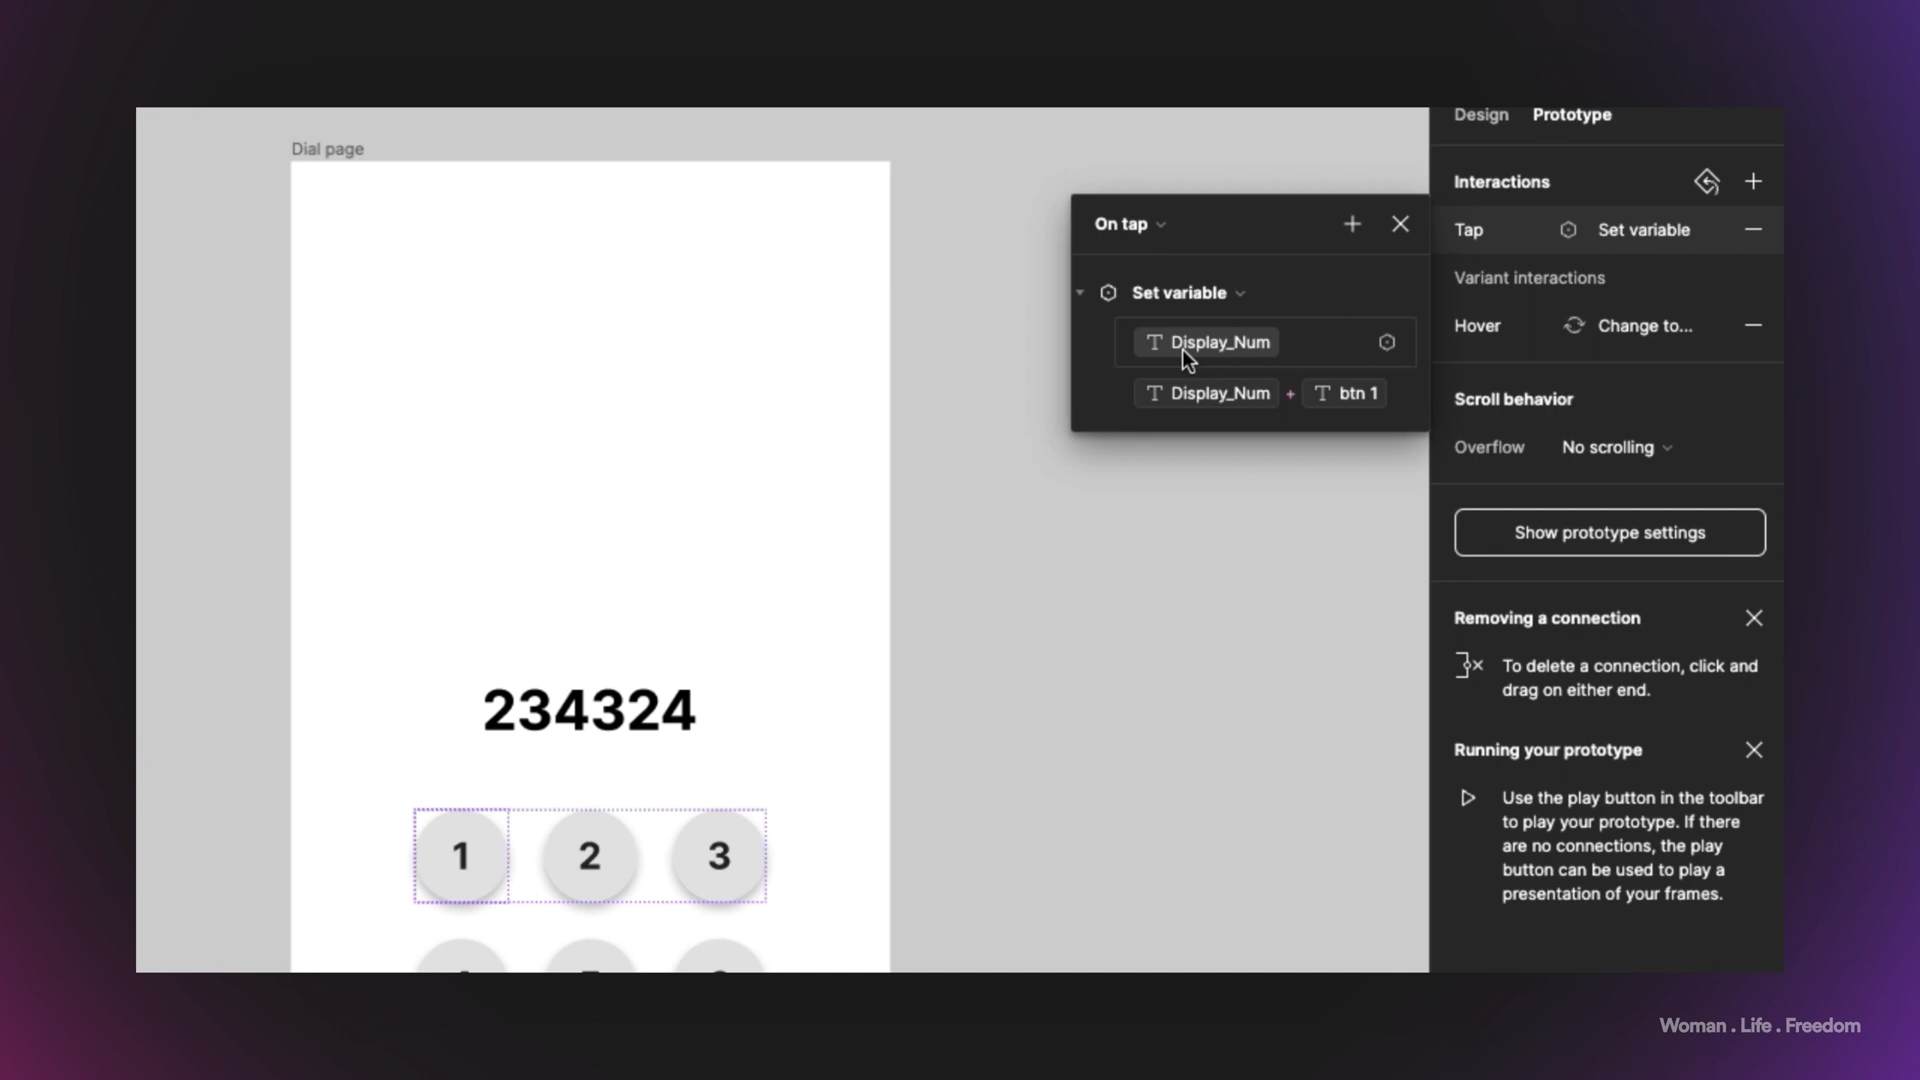 Dial page
234324
1
2
3
On tap
Set variable
Display_Num
Display_Num + btn 1
Design Prototype
Interactions
Tap Set variable
Variant interactions
Hover Change to...
Scroll behavior
Overflow No scrolling
Show prototype settings
Removing a connection
To delete a connection, click and
drag on either end.
Running your prototype
Use the play button in the toolbar
to play your prototype. If there
are no connections, the play
button can be used to play a
presentation of your frames.
Woman . Life . Freedom